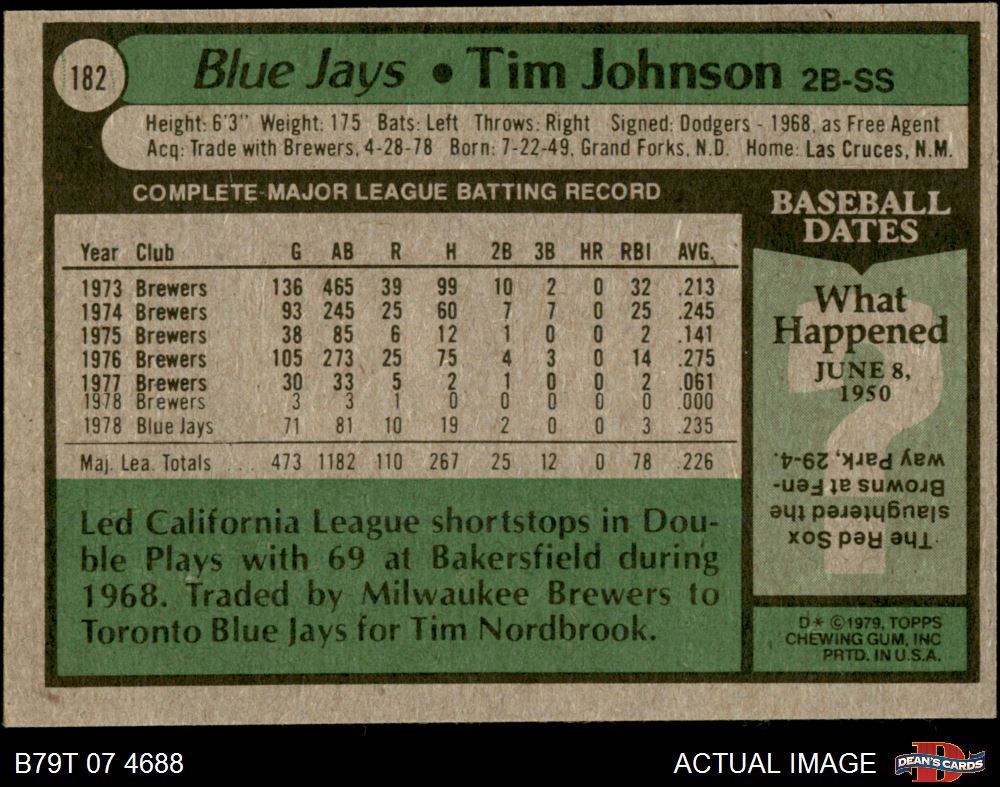 182
Blue Jays • Tim Johnson 2B-SS
Height: 6'3" Weight: 175 Bats: Left Throws: Right Signed: Dodgers - 1968, as Free Agent
Acq: Trade with Brewers, 4-28-78 Born: 7-22-49, Grand Forks, N.D. Home: Las Cruces, N.M.
COMPLETE MAJOR LEAGUE BATTING RECORD
Year Club G AB R H 2B 3B HR RBI AVG.
1973 Brewers 136 465 39 99 10 2 0 32 .213
1974 Brewers 93 245 25 60 7 7 0 25 .245
1975 Brewers 38 85 6 12 1 0 0 2 .141
1976 Brewers 105 273 25 75 4 3 0 14 .275
1977 Brewers 30 33 5 2 1 0 0 2 .061
1978 Brewers 3 3 1 0 0 0 0 0 .000
1978 Blue Jays 71 81 10 19 2 0 0 3 .235
Maj. Lea. Totals .... 473 1182 110 267 25 12 0 78 .226
Led California League shortstops in Dou-
ble Plays with 69 at Bakersfield during
1968. Traded by Milwaukee Brewers to
Toronto Blue Jays for Tim Nordbrook.
BASEBALL
DATES
What
Happened
JUNE 8,
1950
?
The Red Sox
slaughtered the
Browns at Fen-
way Park, 29-4.
D* ©1979, TOPPS
CHEWING GUM, INC
PRTD. IN U.S.A.
B79T 07 4688
ACTUAL IMAGE
D
DEAN'S CARDS